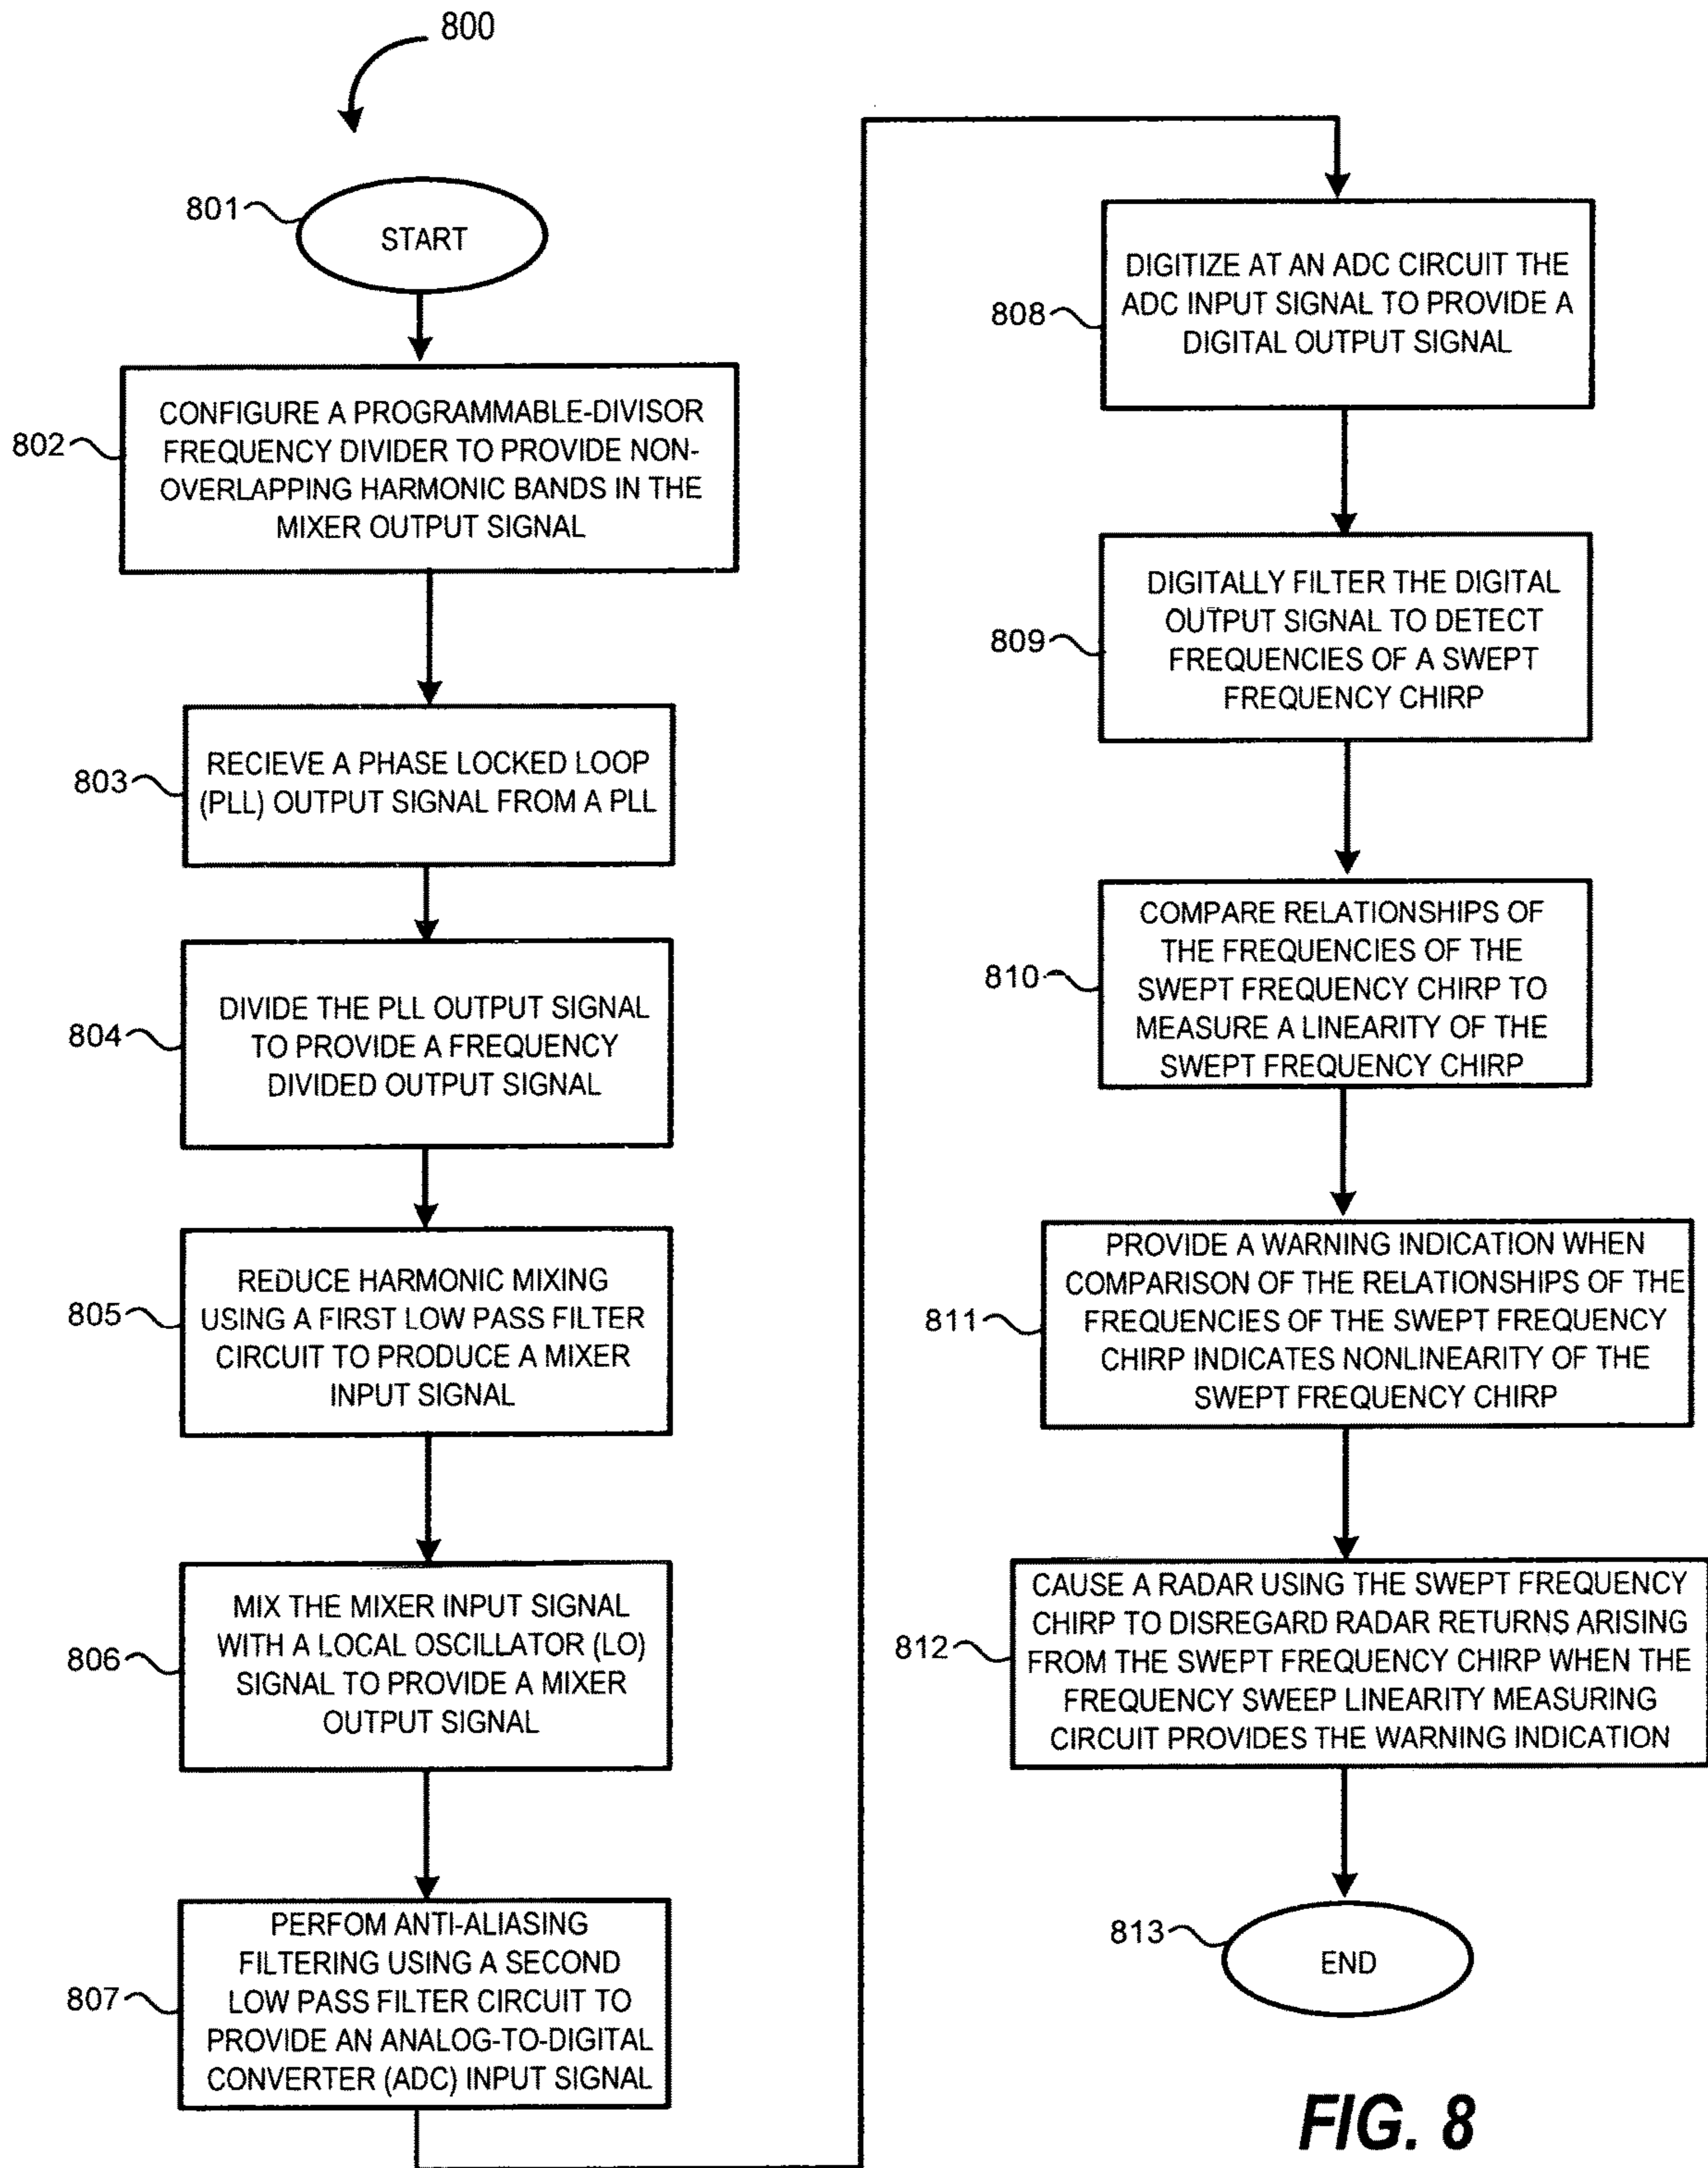 800
801
START
802
CONFIGURE A PROGRAMMABLE-DIVISOR
FREQUENCY DIVIDER TO PROVIDE NON-
OVERLAPPING HARMONIC BANDS IN THE
MIXER OUTPUT SIGNAL
803
RECIEVE A PHASE LOCKED LOOP
(PLL) OUTPUT SIGNAL FROM A PLL
804
DIVIDE THE PLL OUTPUT SIGNAL
TO PROVIDE A FREQUENCY
DIVIDED OUTPUT SIGNAL
805
REDUCE HARMONIC MIXING
USING A FIRST LOW PASS FILTER
CIRCUIT TO PRODUCE A MIXER
INPUT SIGNAL
806
MIX THE MIXER INPUT SIGNAL
WITH A LOCAL OSCILLATOR (LO)
SIGNAL TO PROVIDE A MIXER
OUTPUT SIGNAL
807
PERFOM ANTI-ALIASING
FILTERING USING A SECOND
LOW PASS FILTER CIRCUIT TO
PROVIDE AN ANALOG-TO-DIGITAL
CONVERTER (ADC) INPUT SIGNAL
808
DIGITIZE AT AN ADC CIRCUIT THE
ADC INPUT SIGNAL TO PROVIDE A
DIGITAL OUTPUT SIGNAL
809
DIGITALLY FILTER THE DIGITAL
OUTPUT SIGNAL TO DETECT
FREQUENCIES OF A SWEPT
FREQUENCY CHIRP
810
COMPARE RELATIONSHIPS OF
THE FREQUENCIES OF THE
SWEPT FREQUENCY CHIRP TO
MEASURE A LINEARITY OF THE
SWEPT FREQUENCY CHIRP
811
PROVIDE A WARNING INDICATION WHEN
COMPARISON OF THE RELATIONSHIPS OF THE
FREQUENCIES OF THE SWEPT FREQUENCY
CHIRP INDICATES NONLINEARITY OF THE
SWEPT FREQUENCY CHIRP
812
CAUSE A RADAR USING THE SWEPT FREQUENCY
CHIRP TO DISREGARD RADAR RETURNS ARISING
FROM THE SWEPT FREQUENCY CHIRP WHEN THE
FREQUENCY SWEEP LINEARITY MEASURING
CIRCUIT PROVIDES THE WARNING INDICATION
813
END
FIG. 8